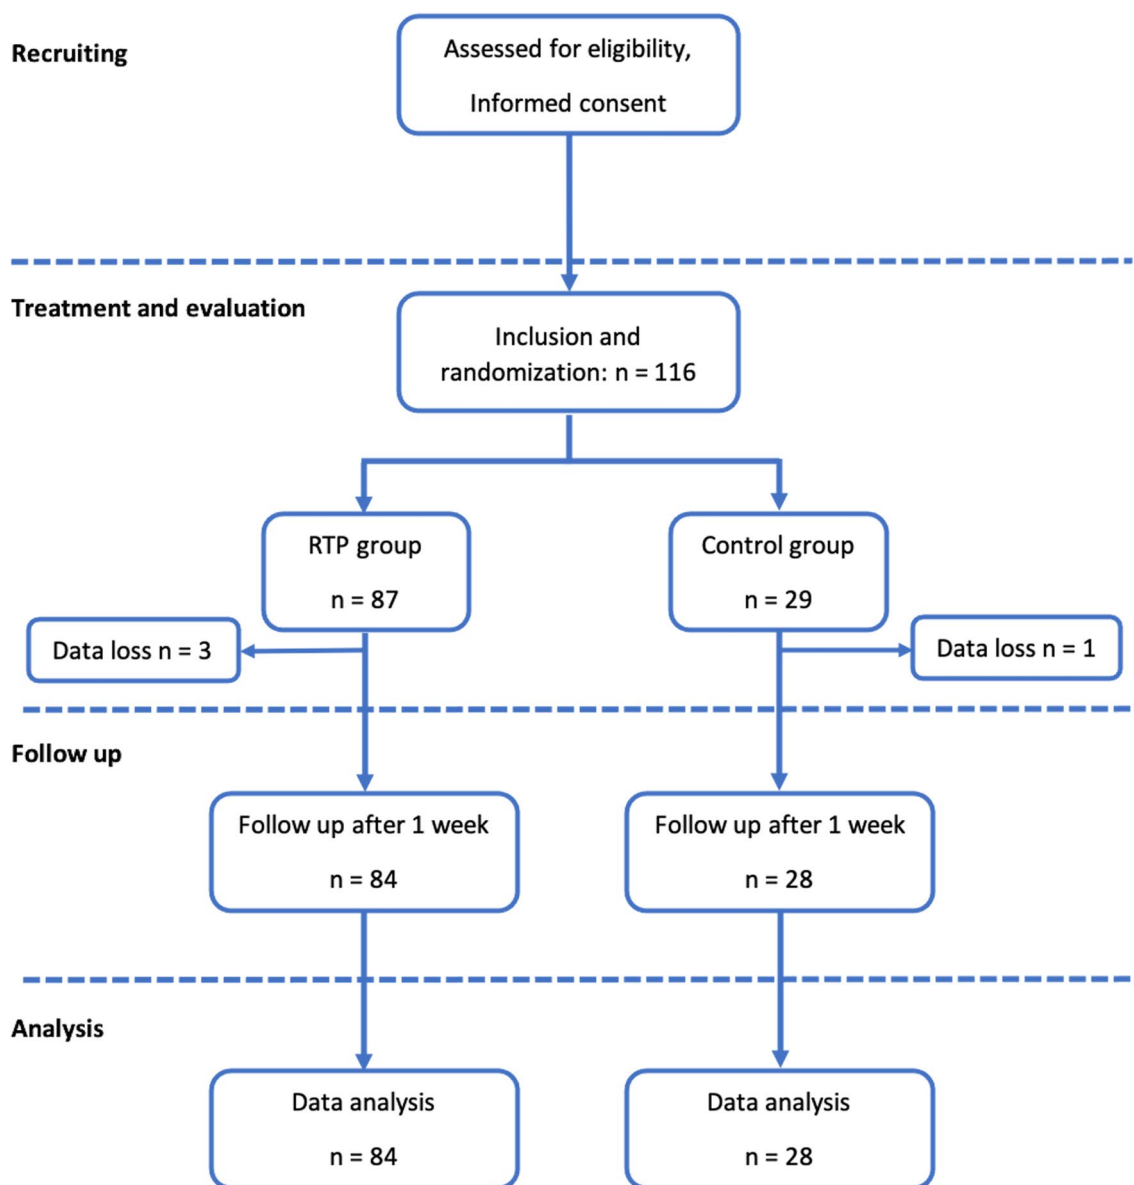 Recruiting
Assessed for eligibility,
Informed consent
Treatment and evaluation
Inclusion and
randomization: n = 116
RTP group
n = 87
Control group
n = 29
Data loss n = 3
Data loss n = 1
Follow up
Follow up after 1 week
n = 84
Follow up after 1 week
n = 28
Analysis
Data analysis
n = 84
Data analysis
n = 28